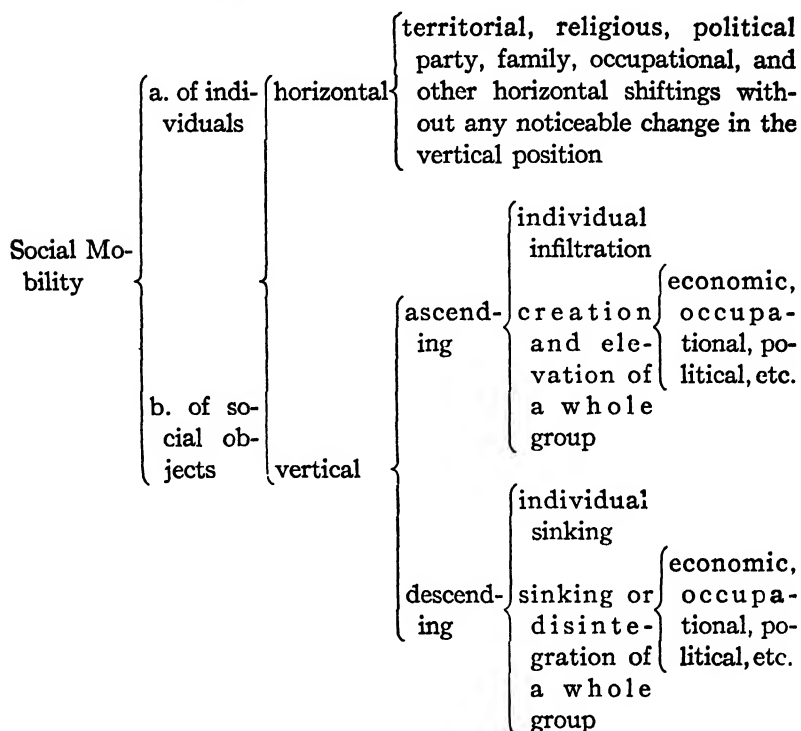 Social Mo-
bility
a. of indi-
viduals
b. of so-
cial ob-
jects
horizontal
territorial, religious, political
party, family, occupational, and
other horizontal shiftings with-
out any noticeable change in the
vertical position
vertical
ascend-
ing
individual
infiltration
creation
and ele-
vation of
a whole
group
economic,
occupa-
tional, po-
litical, etc.
descend-
ing
individual
sinking
sinking or
disinte-
gration of
a whole
group
economic,
occupa-
tional, po-
litical, etc.